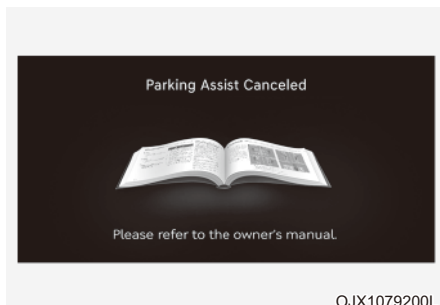 Parking Assist Canceled
Please refer to the owner's manual.
OJX1079200L